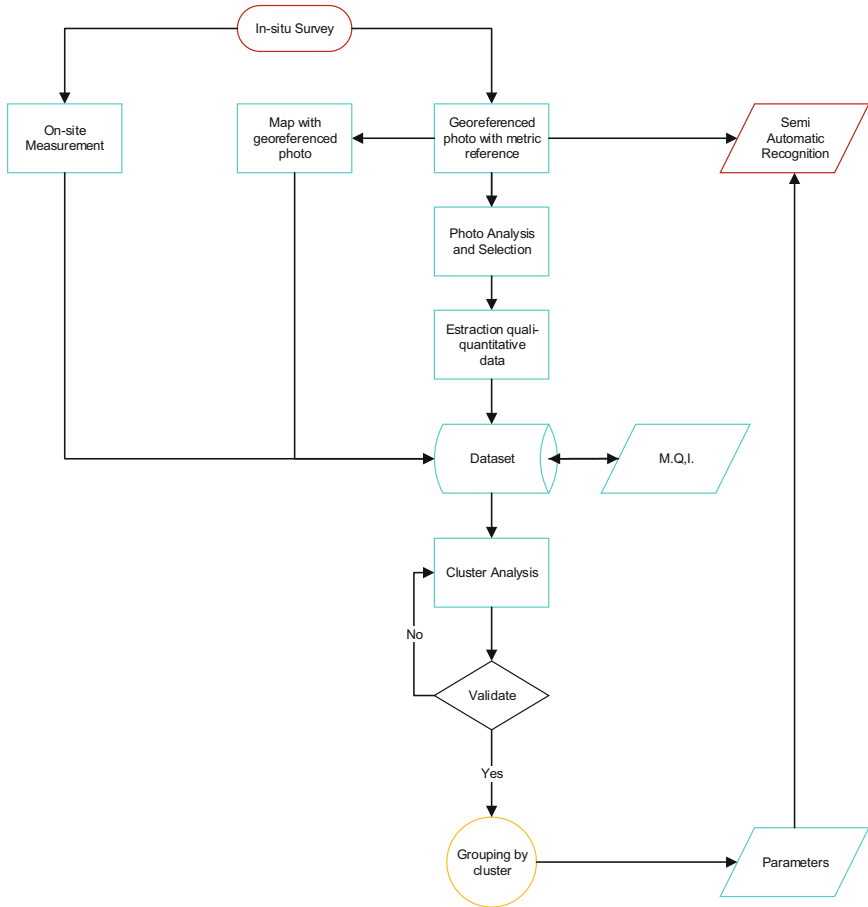 In-situ Survey
On-site
Measurement
Map with
georeferenced
photo
Georeferenced
photo with metric
reference
Semi
Automatic
Recognition
Photo Analysis
and Selection
Estraction quali-
quantitative
data
Dataset
M.Q,I.
Cluster Analysis
No
Validate
Yes
Grouping by
cluster
Parameters